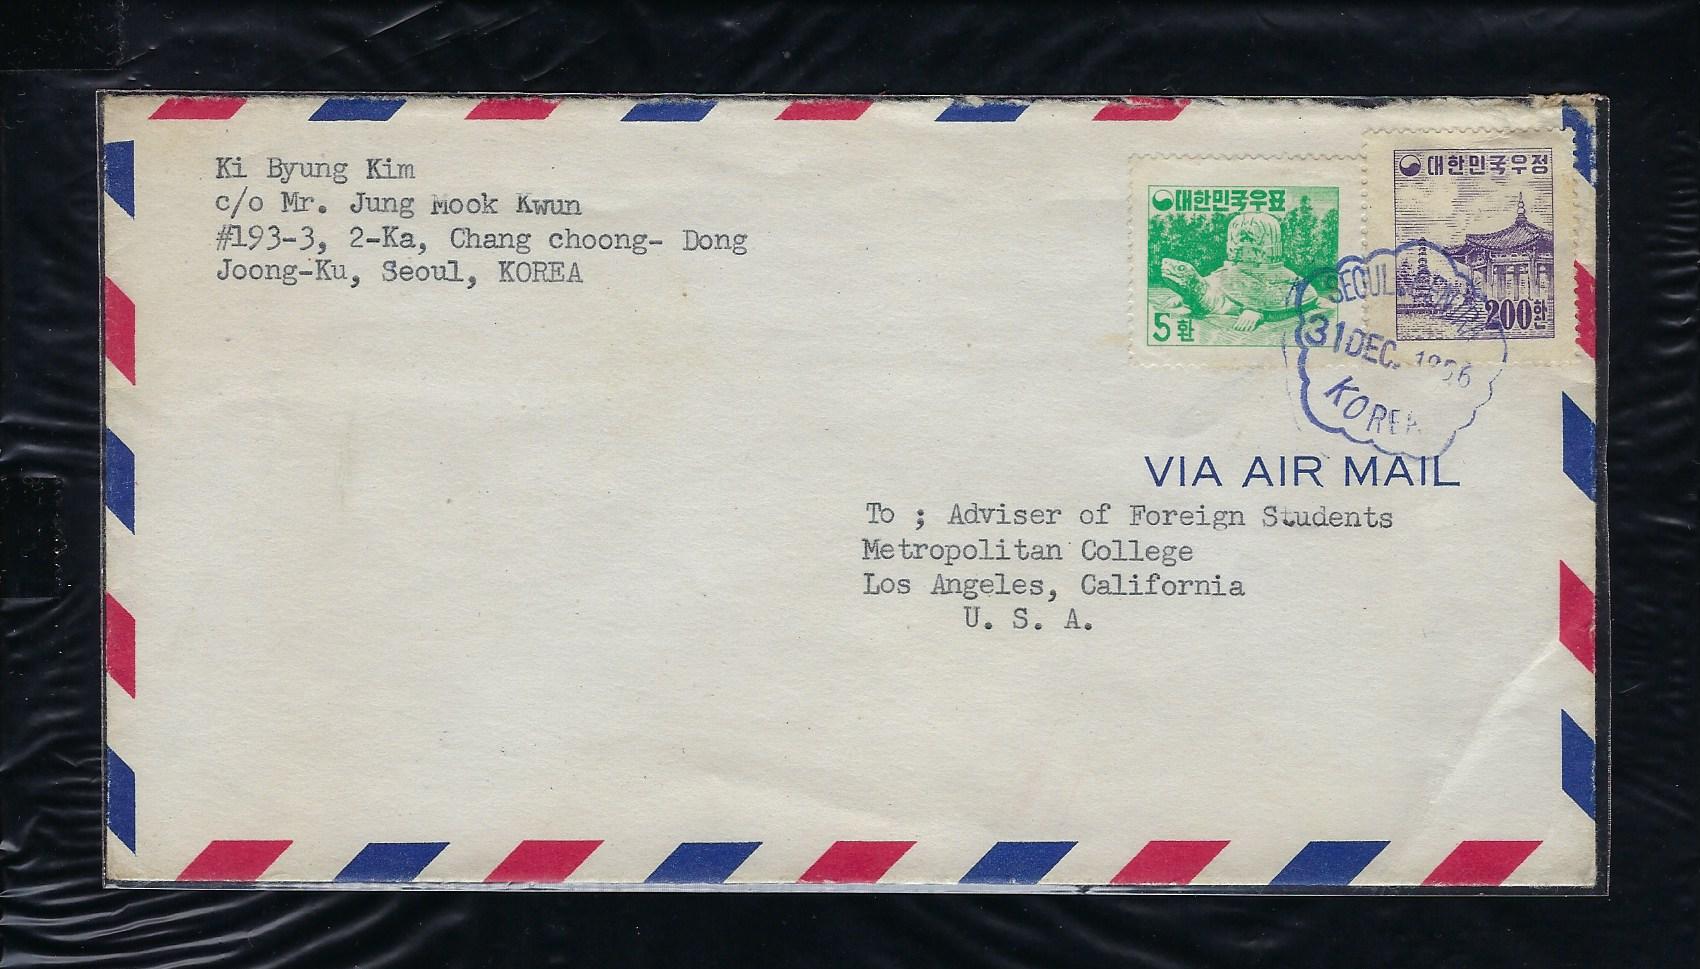 Ki Byung Kim
c/o Mr. Jung Mook Kwun
#193-3, 2-Ka, Chang choong- Dong
Joong-Ku, Seoul, KOREA
대한민국우표
5환
대한민국우정
200환
SEOUL
31 DEC. 1956
KOREA
VIA AIR MAIL
To ; Adviser of Foreign Students
Metropolitan College
Los Angeles, California
U. S. A.